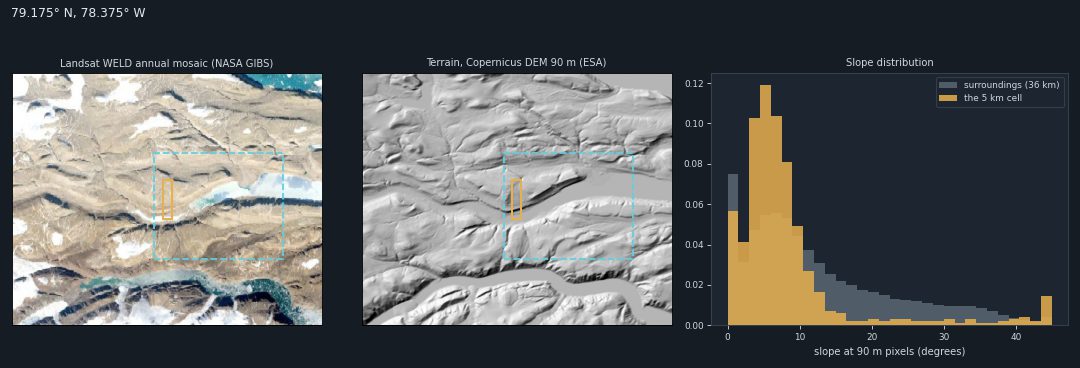 79.175° N, 78.375° W
Landsat WELD annual mosaic (NASA GIBS)
Terrain, Copernicus DEM 90 m (ESA)
Slope distribution
surroundings (36 km)
the 5 km cell
0.12
0.10
0.08
0.06
0.04
0.02
0.00
0 10 20 30 40
slope at 90 m pixels (degrees)